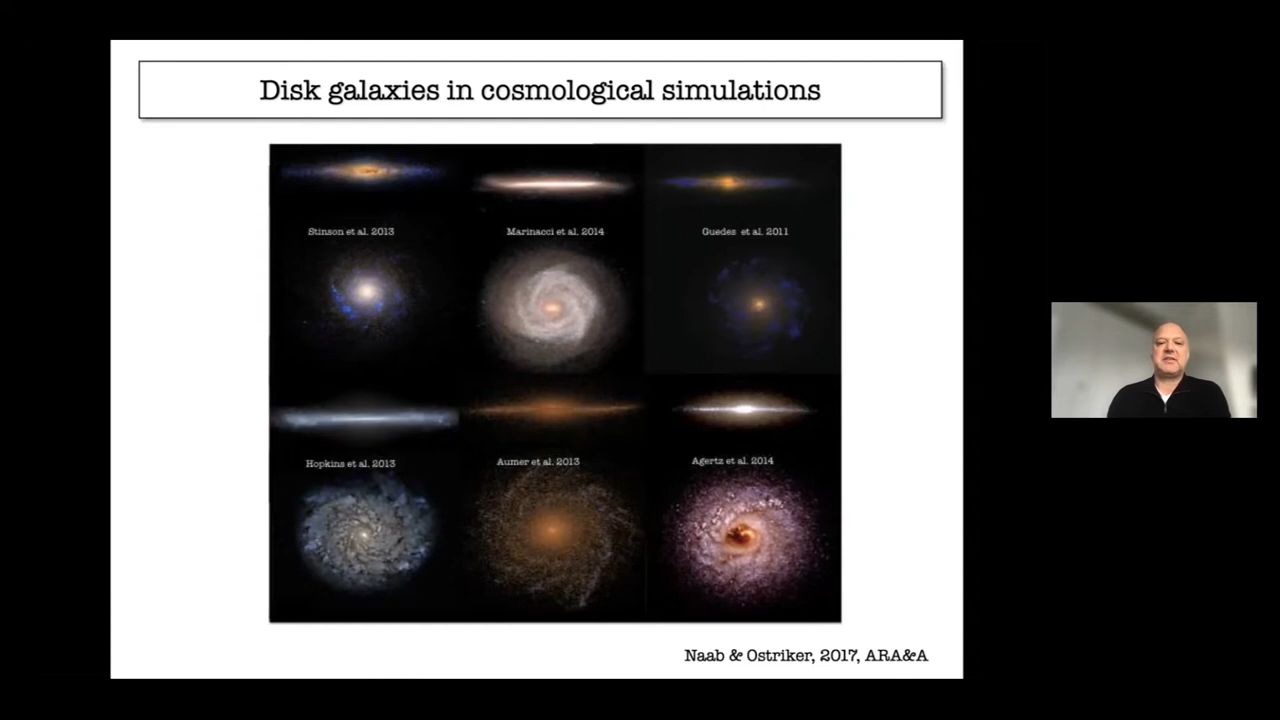 Disk galaxies in cosmological simulations
Stinson et al. 2013
Marinacci et al. 2014
Guedes et al. 2011
Hopkins et al. 2013
Aumer et al. 2013
Agertz et al. 2014
Naab & Ostriker, 2017, ARA&A